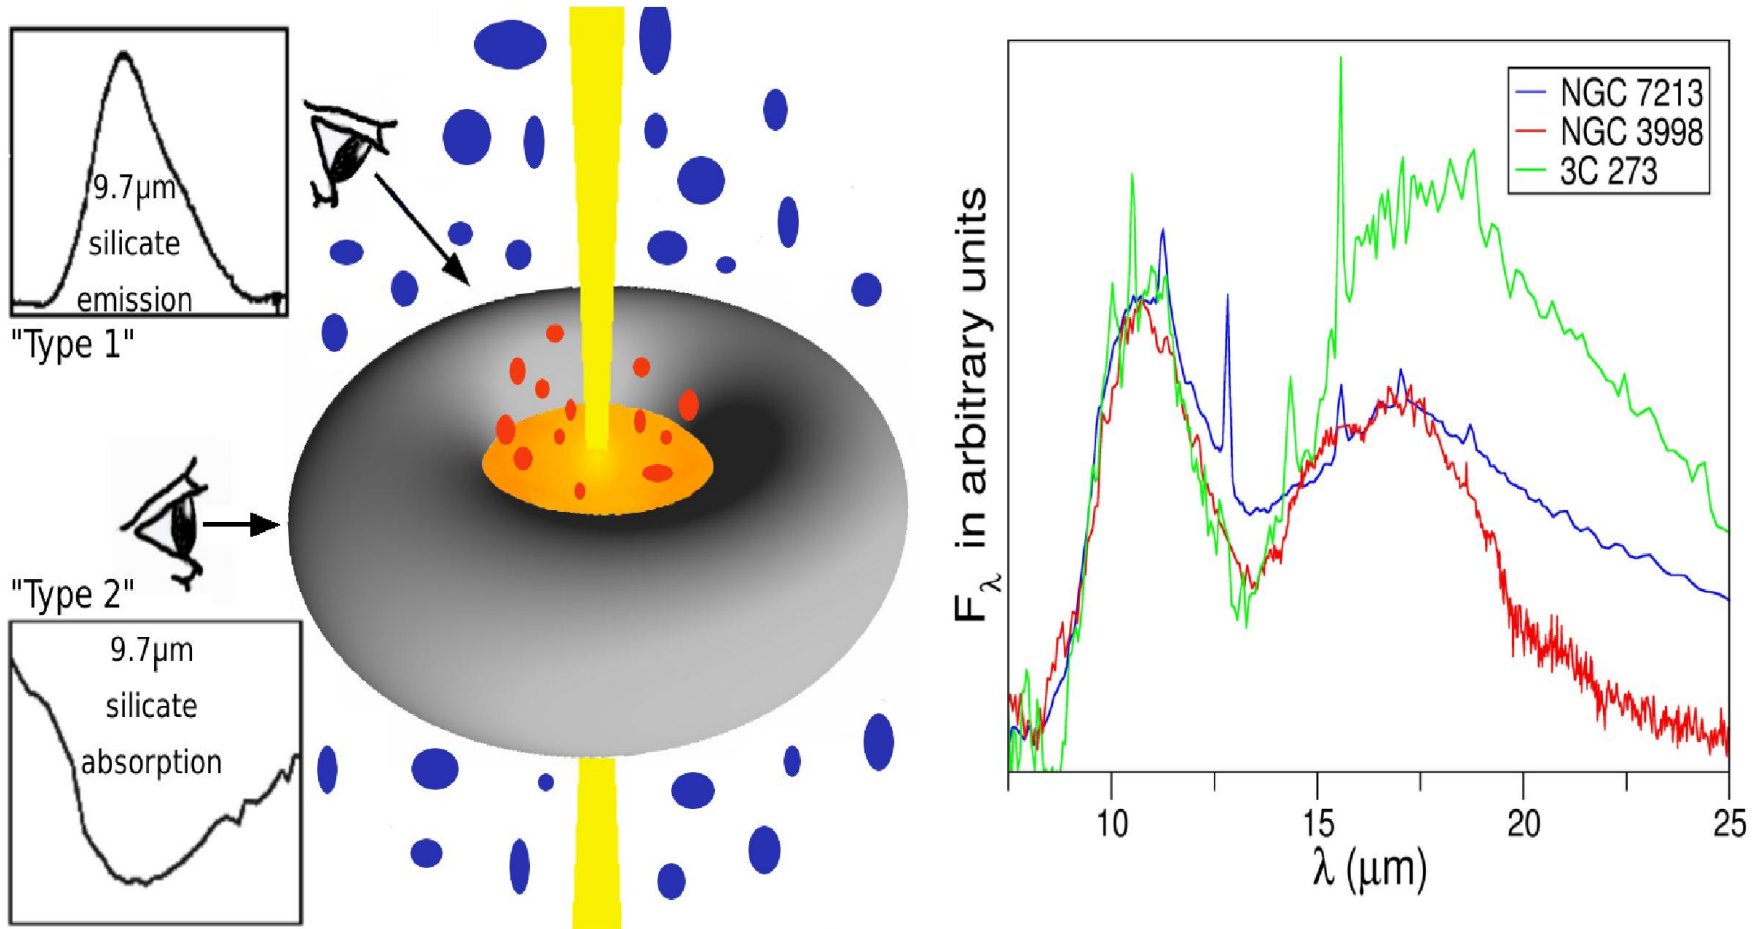 9.7μm
silicate
emission
"Type 1"
"Type 2"
9.7μm
silicate
absorption
NGC 7213
NGC 3998
3C 273
Fλ in arbitrary units
10 15 20 25
λ (μm)